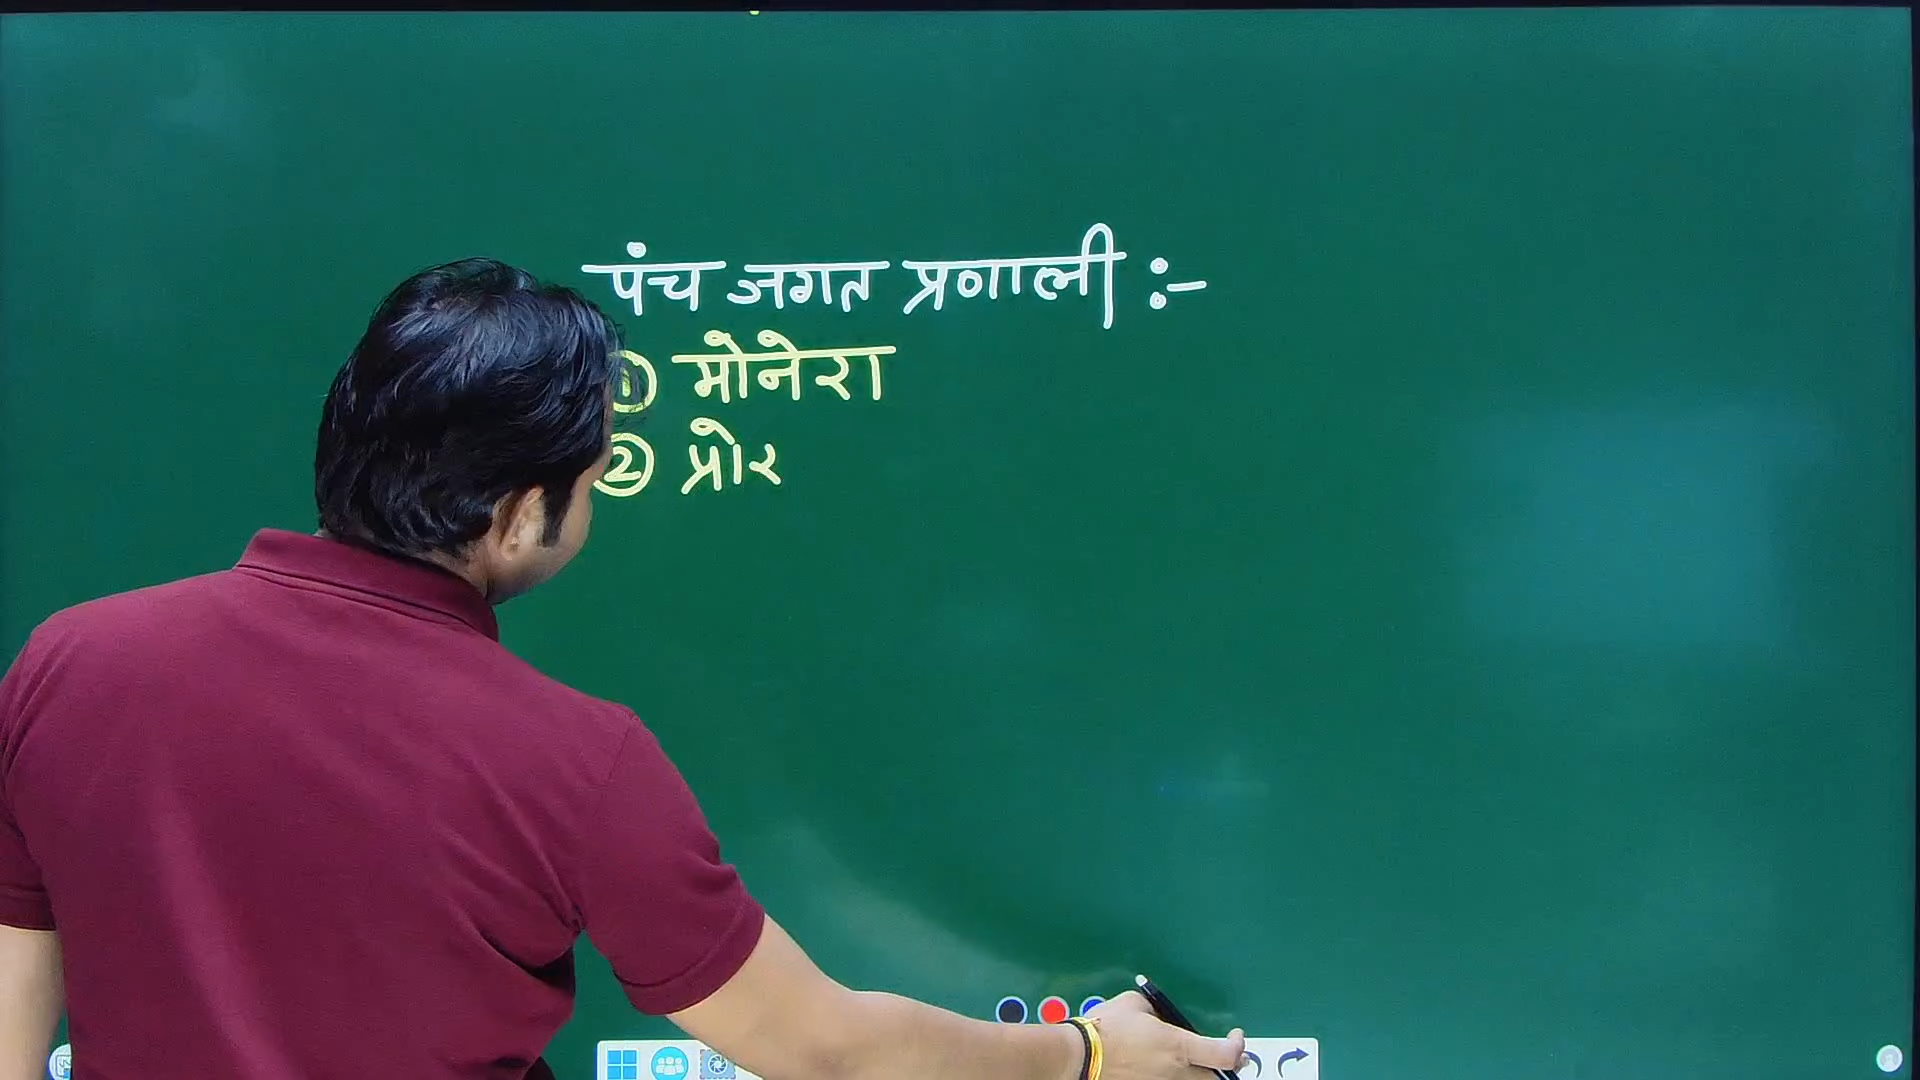 पंच जगत प्रणाली :-
① मोनेरा
② प्रोर